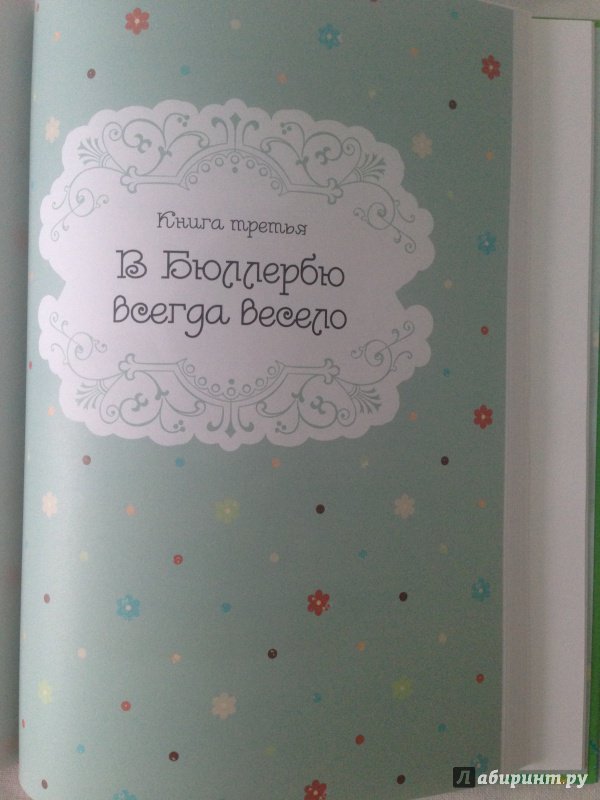 Книга третья
В Бюллербю
всегда весело
Лабиринт.ру